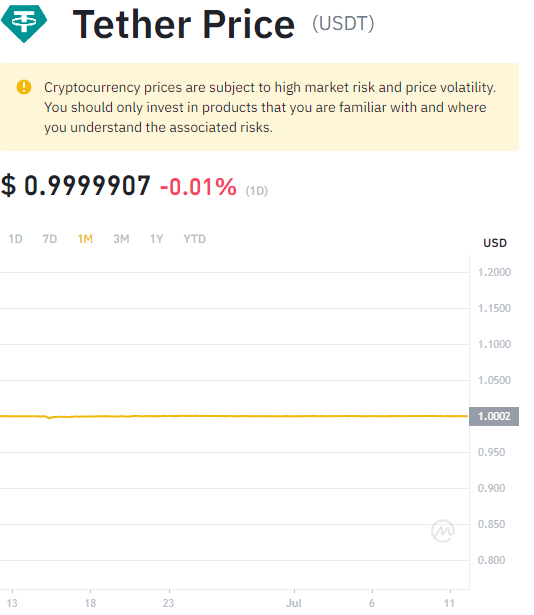 Tether Price (USDT)
Cryptocurrency prices are subject to high market risk and price volatility.
You should only invest in products that you are familiar with and where
you understand the associated risks.
$ 0.9999907 -0.01% (1D)
1D 7D 1M 3M 1Y YTD
USD
1.2000
1.1500
1.1000
1.0500
1.0002
0.950
0.900
0.850
0.800
13 18 23 Jul 6 11